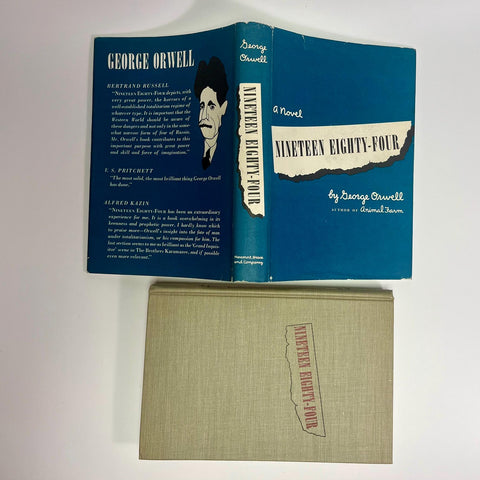 GEORGE ORWELL
BERTRAND RUSSELL
"NINETEEN EIGHTY-FOUR depicts, with
very great power, the horrors of a
well-established totalitarian regime of
whatever type. It is important that the
Western World should be aware of
these dangers and not only in the some-
what narrow form of fear of Russia.
Mr. Orwell's book contributes to this
important purpose with great power
and skill and force of imagination."
V. S. PRITCHETT
"The most solid, the most brilliant thing George Orwell
has done."
ALFRED KAZIN
"NINETEEN EIGHTY-FOUR has been an extraordinary
experience for me. It is a book overwhelming in its
keenness and prophetic power. I hardly know which
to praise more—Orwell's insight into the fate of man
under totalitarianism, or his compassion for him. The
last section seems to me as brilliant as the 'Grand Inquis-
itor' scene in The Brothers Karamazov, and if possible
even more relevant."
George
Orwell
NINETEEN EIGHTY-FOUR
Harcourt, Brace
and Company
A Novel
NINETEEN EIGHTY-FOUR
by George Orwell
AUTHOR OF Animal Farm
NINETEEN EIGHTY-FOUR